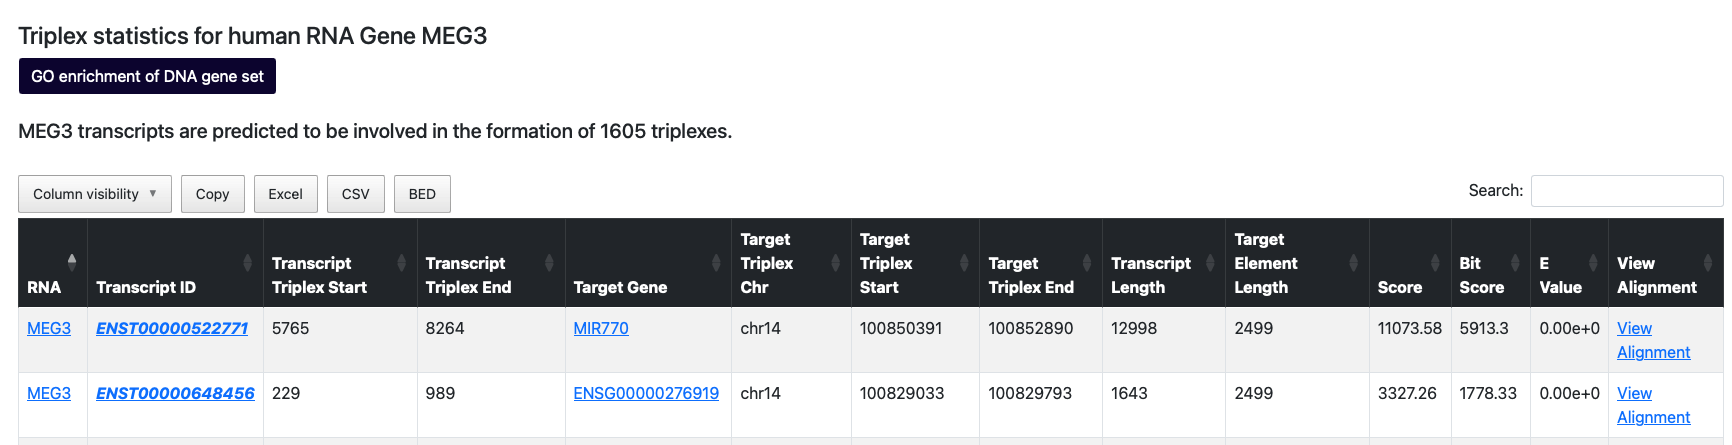 Triplex statistics for human RNA Gene MEG3
GO enrichment of DNA gene set
MEG3 transcripts are predicted to be involved in the formation of 1605 triplexes.
Column visibility ▼ Copy Excel CSV BED Search:
RNA Transcript ID Transcript Triplex Start Transcript Triplex End Target Gene Target Triplex Chr Target Triplex Start Target Triplex End Transcript Length Target Element Length Score Bit Score E Value View Alignment
MEG3 ENST00000522771 5765 8264 MIR770 chr14 100850391 100852890 12998 2499 11073.58 5913.3 0.00e+0 View Alignment
MEG3 ENST00000648456 229 989 ENSG00000276919 chr14 100829033 100829793 1643 2499 3327.26 1778.33 0.00e+0 View Alignment